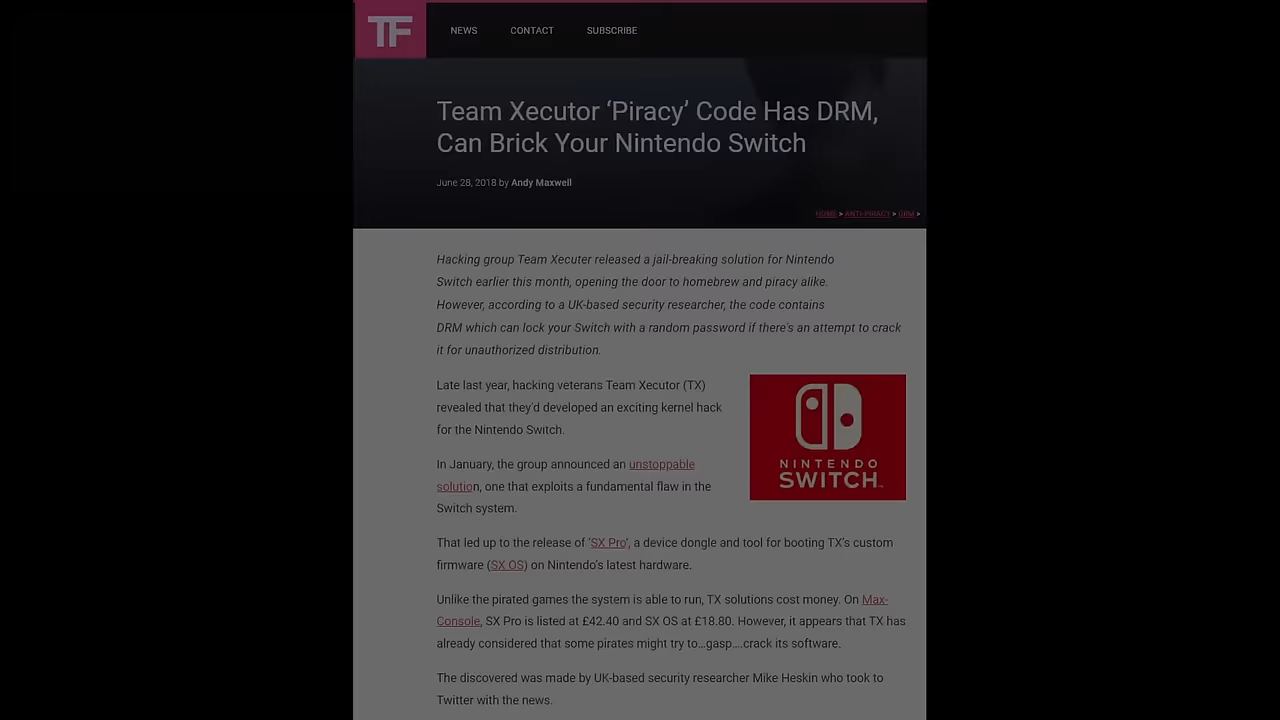 TF
NEWS
CONTACT
SUBSCRIBE
Team Xecutor ‘Piracy’ Code Has DRM,
Can Brick Your Nintendo Switch
June 28, 2018 by Andy Maxwell
HOME > ANTI-PIRACY > DRM >
Hacking group Team Xecuter released a jail-breaking solution for Nintendo
Switch earlier this month, opening the door to homebrew and piracy alike.
However, according to a UK-based security researcher, the code contains
DRM which can lock your Switch with a random password if there's an attempt to crack
it for unauthorized distribution.
Late last year, hacking veterans Team Xecutor (TX)
revealed that they’d developed an exciting kernel hack
for the Nintendo Switch.
NINTENDO
SWITCH™
In January, the group announced an unstoppable
solution, one that exploits a fundamental flaw in the
Switch system.
That led up to the release of ‘SX Pro’, a device dongle and tool for booting TX’s custom
firmware (SX OS) on Nintendo’s latest hardware.
Unlike the pirated games the system is able to run, TX solutions cost money. On Max-
Console, SX Pro is listed at £42.40 and SX OS at £18.80. However, it appears that TX has
already considered that some pirates might try to…gasp….crack its software.
The discovered was made by UK-based security researcher Mike Heskin who took to
Twitter with the news.